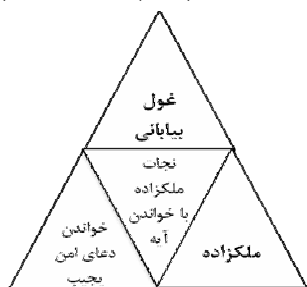 غول
بیابانی
نجات
ملکزاده
با خواندن
آیه
ملکزاده
خواندن
دعای امن
یجیب